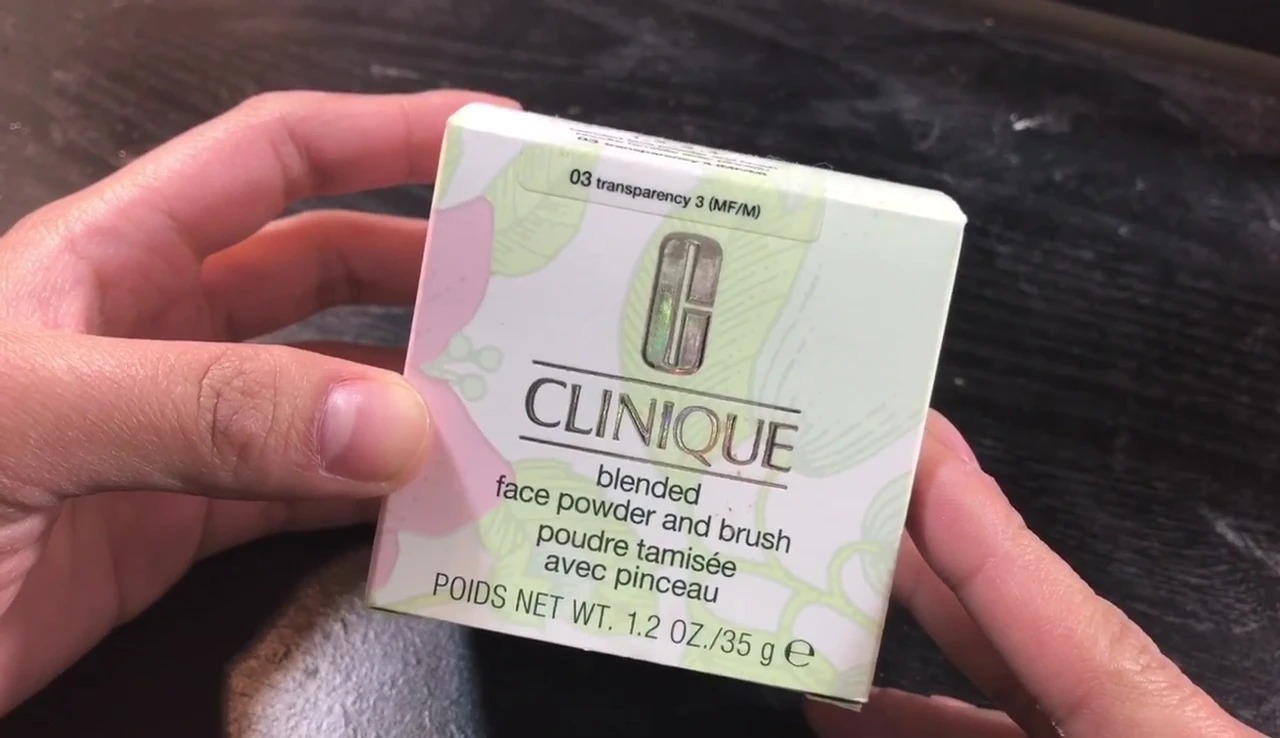 03 transparency 3 (MF/M)
CLINIQUE
blended
face powder and brush
poudre tamisée
avec pinceau
POIDS NET WT. 1.2 OZ./35 g ℮